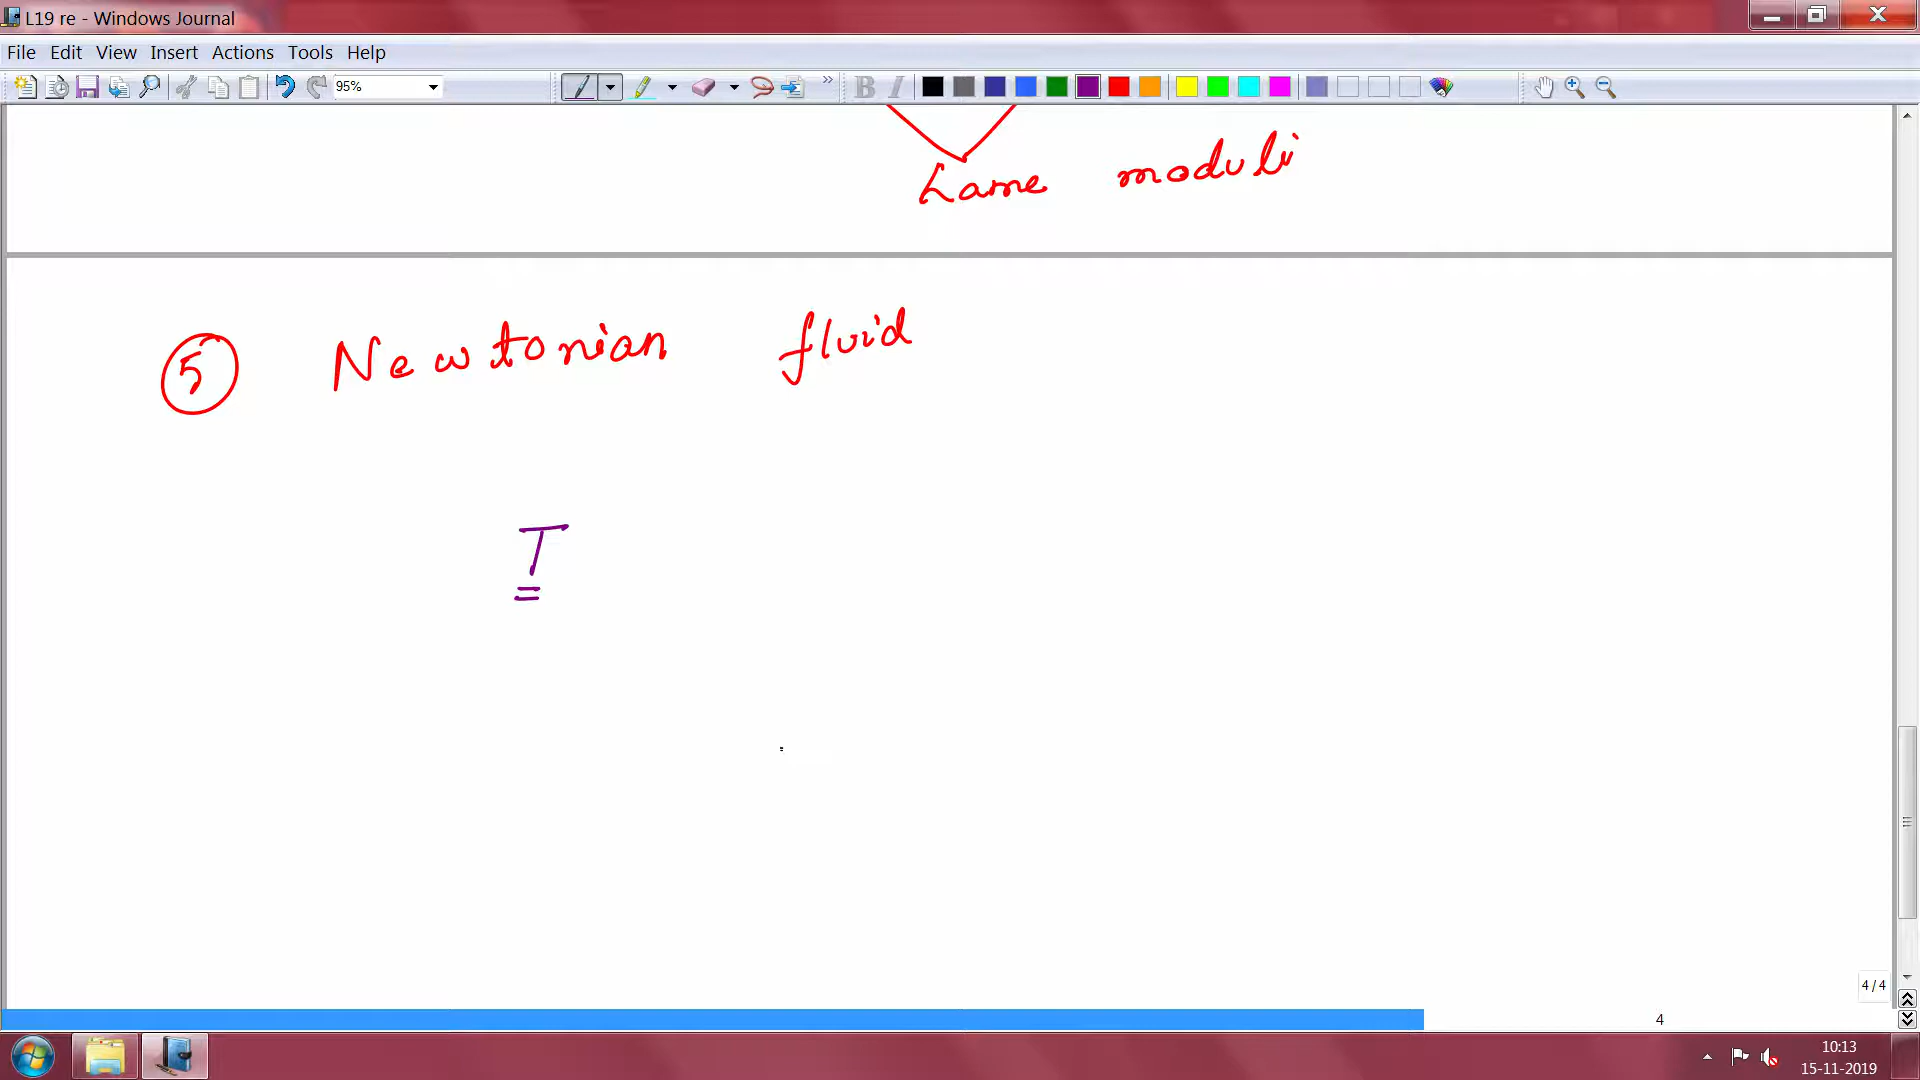 L19 re - Windows Journal
File Edit View Insert Actions Tools Help
95%
B I
Lame moduli
5 Newtonian fluid
T
4 / 4
4
10:13
15-11-2019